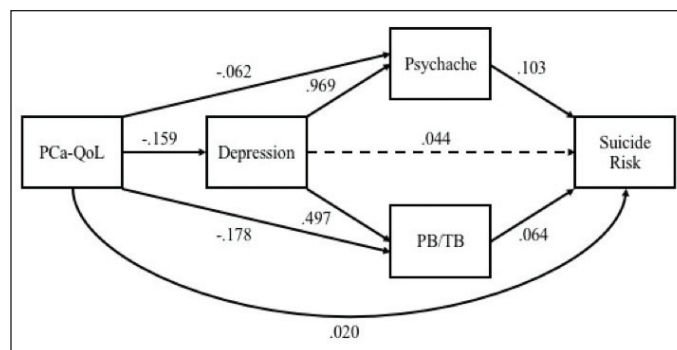 Psychache
-.062
.969
.103
PCa-QoL
-.159
Depression
.044
Suicide
Risk
-.178
.497
PB/TB
.064
.020